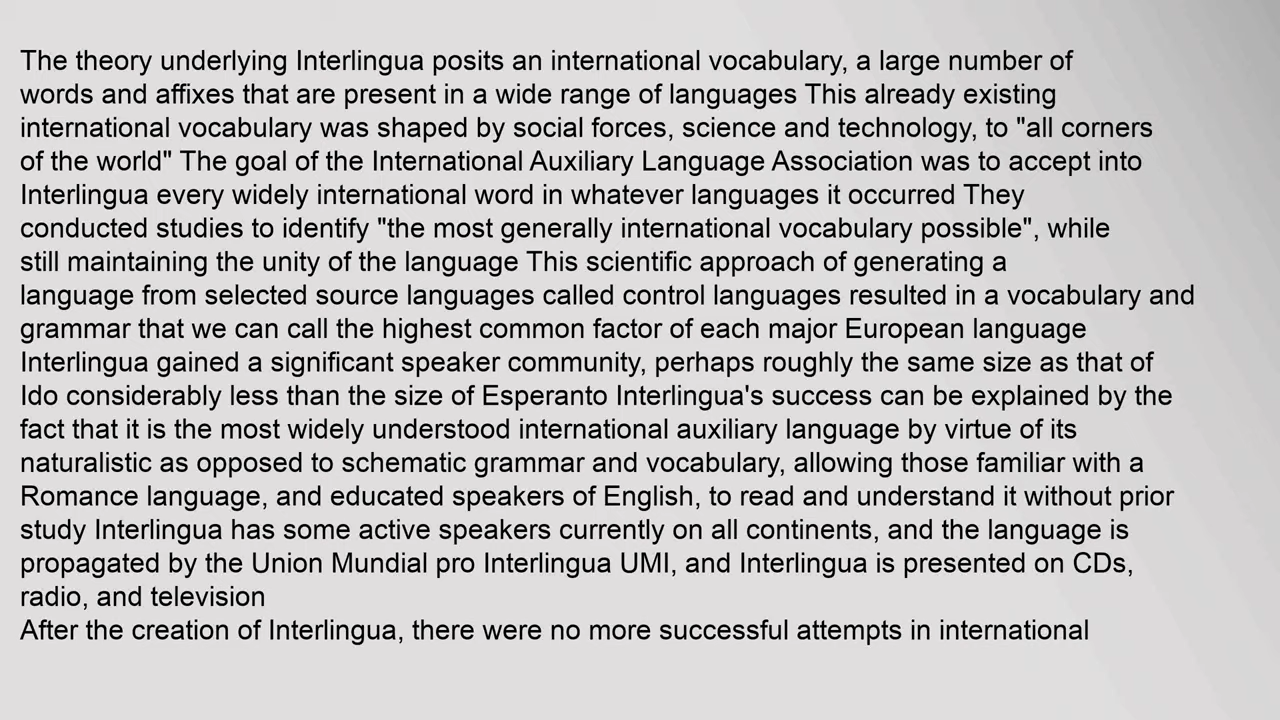 The theory underlying Interlingua posits an international vocabulary, a large number of
words and affixes that are present in a wide range of languages This already existing
international vocabulary was shaped by social forces, science and technology, to "all corners
of the world" The goal of the International Auxiliary Language Association was to accept into
Interlingua every widely international word in whatever languages it occurred They
conducted studies to identify "the most generally international vocabulary possible", while
still maintaining the unity of the language This scientific approach of generating a
language from selected source languages called control languages resulted in a vocabulary and
grammar that we can call the highest common factor of each major European language
Interlingua gained a significant speaker community, perhaps roughly the same size as that of
Ido considerably less than the size of Esperanto Interlingua's success can be explained by the
fact that it is the most widely understood international auxiliary language by virtue of its
naturalistic as opposed to schematic grammar and vocabulary, allowing those familiar with a
Romance language, and educated speakers of English, to read and understand it without prior
study Interlingua has some active speakers currently on all continents, and the language is
propagated by the Union Mundial pro Interlingua UMI, and Interlingua is presented on CDs,
radio, and television
After the creation of Interlingua, there were no more successful attempts in international